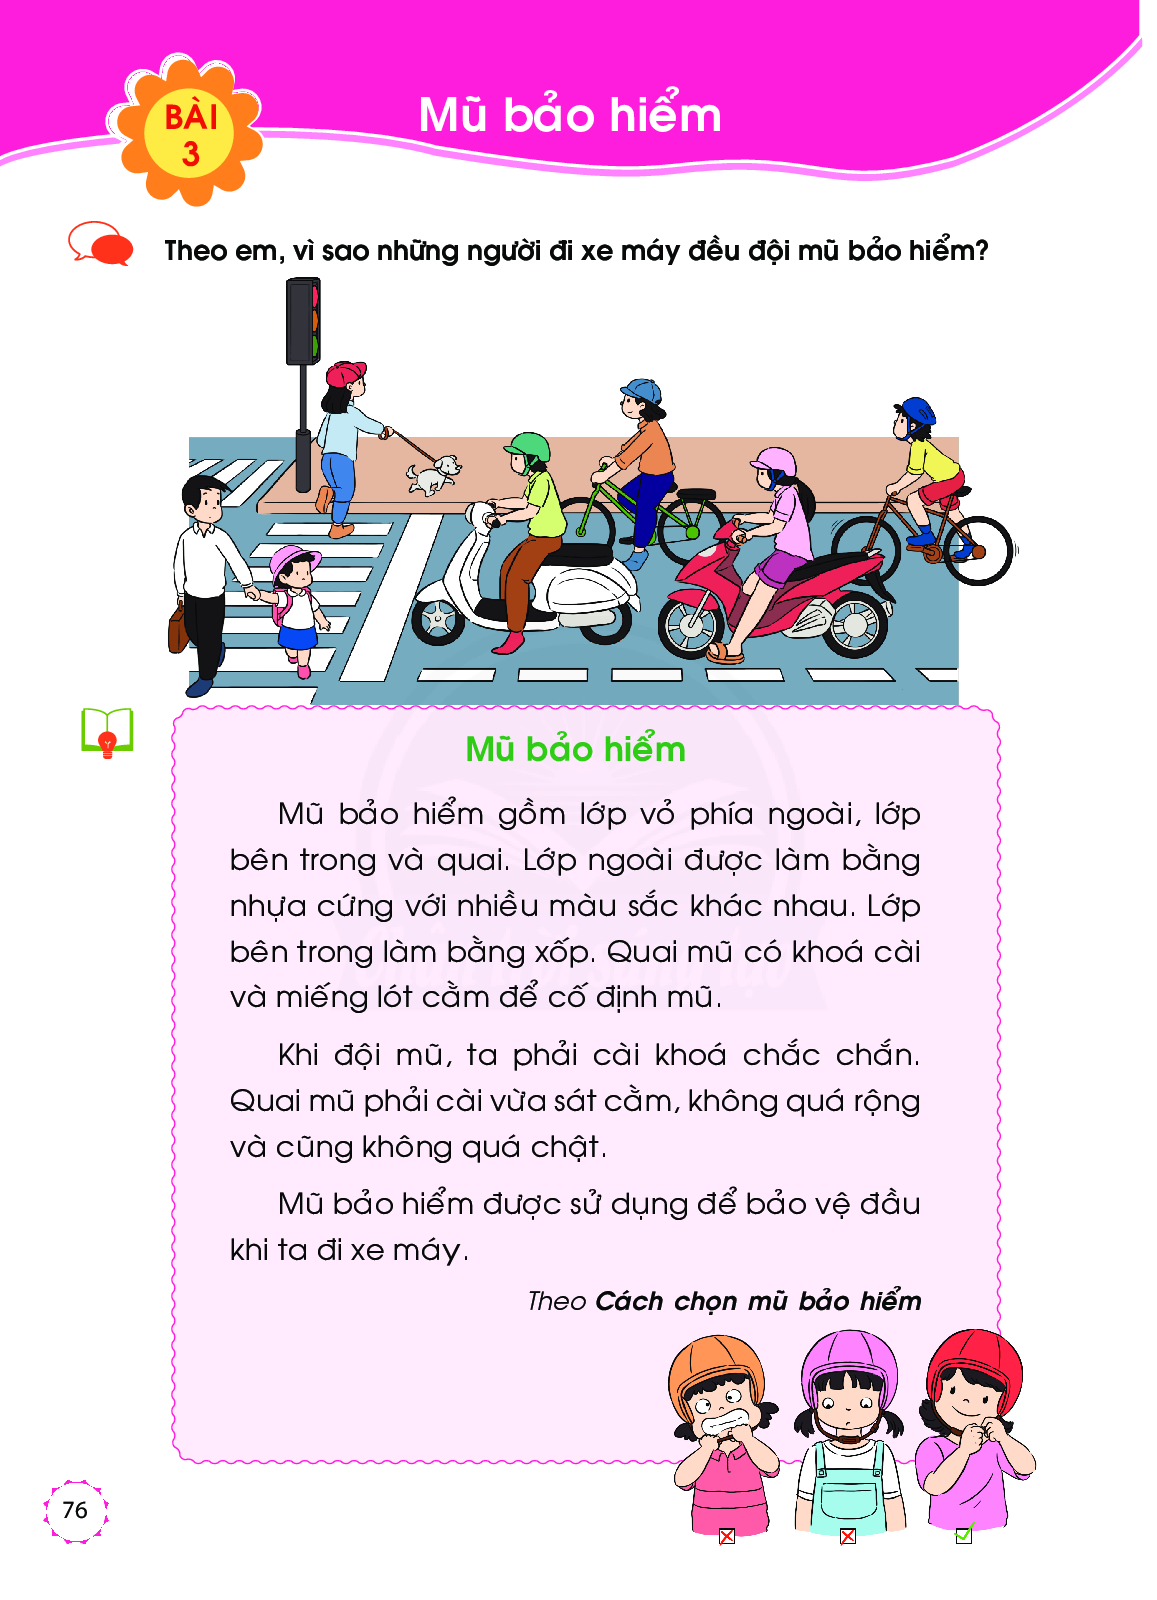 BÀI
3
Mũ bảo hiểm
Theo em, vì sao những người đi xe máy đều đội mũ bảo hiểm?
Mũ bảo hiểm
Mũ bảo hiểm gồm lớp vỏ phía ngoài, lớp
bên trong và quai. Lớp ngoài được làm bằng
nhựa cứng với nhiều màu sắc khác nhau. Lớp
bên trong làm bằng xốp. Quai mũ có khoá cài
và miếng lót cằm để cố định mũ.
Khi đội mũ, ta phải cài khoá chắc chắn.
Quai mũ phải cài vừa sát cằm, không quá rộng
và cũng không quá chật.
Mũ bảo hiểm được sử dụng để bảo vệ đầu
khi ta đi xe máy.
Theo Cách chọn mũ bảo hiểm
76